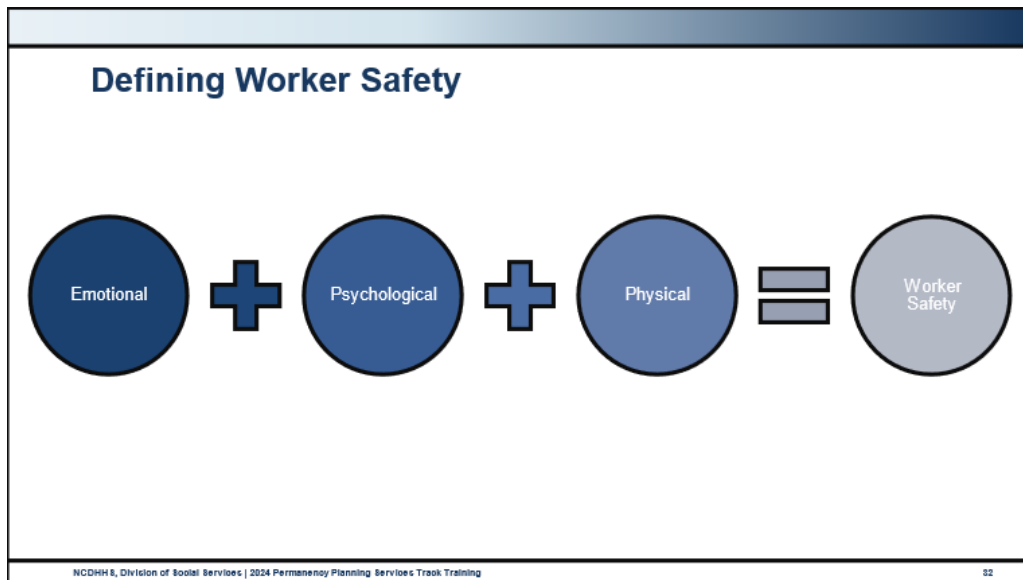 Defining Worker Safety
Emotional
Psychological
Physical
Worker
Safety
NCDHHS, Division of Social Services | 2024 Permanency Planning Services Track Training
32